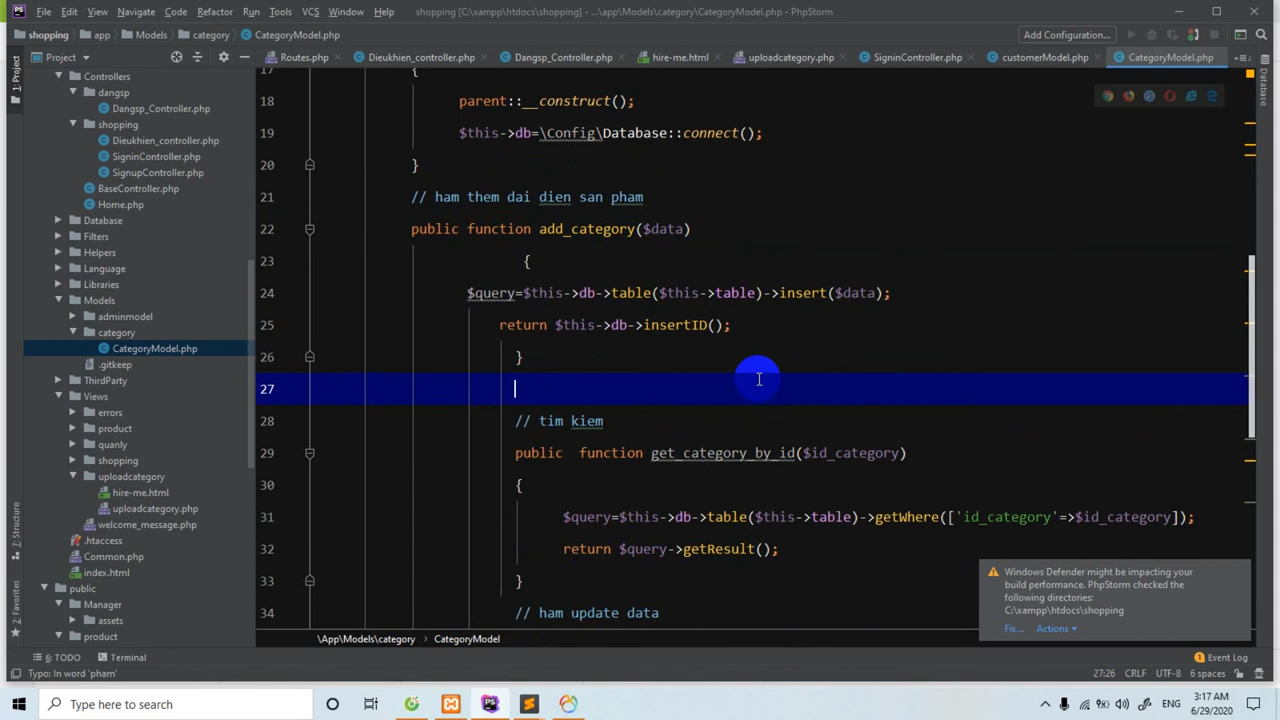 File Edit View Navigate Code Refactor Run Tools VCS Window Help shopping [C:\xampp\htdocs\shopping] - ...\app\Models\category\CategoryModel.php - PhpStorm
shopping app Models category CategoryModel.php Add Configuration...
Project Routes.php Dieukhien_controller.php Dangsp_Controller.php hire-me.html uploadcategory.php SigninController.php customerModel.php CategoryModel.php
1: Project
7: Structure
2: Favorites
Database
Controllers
dangsp
Dangsp_Controller.php
shopping
Dieukhien_controller.php
SigninController.php
SignupController.php
BaseController.php
Home.php
Database
Filters
Helpers
Language
Libraries
Models
adminmodel
category
CategoryModel.php
.gitkeep
ThirdParty
Views
errors
product
quanly
shopping
uploadcategory
hire-me.html
uploadcategory.php
welcome_message.php
.htaccess
Common.php
index.html
public
Manager
assets
product
17 {
18 parent::__construct();
19 $this->db=\Config\Database::connect();
20 }
21 // ham them dai dien san pham
22 public function add_category($data)
23 {
24 $query=$this->db->table($this->table)->insert($data);
25 return $this->db->insertID();
26 }
27
28 // tim kiem
29 public function get_category_by_id($id_category)
30 {
31 $query=$this->db->table($this->table)->getWhere(['id_category'=>$id_category]);
32 return $query->getResult();
33 }
34 // ham update data
Windows Defender might be impacting your
build performance. PhpStorm checked the
following directories:
C:\xampp\htdocs\shopping
Fix... Actions
\App\Models\category CategoryModel
6: TODO Terminal 1 Event Log
Typo: In word 'pham' 27:26 CRLF UTF-8 6 spaces
Type here to search ENG 3:17 AM
6/29/2020